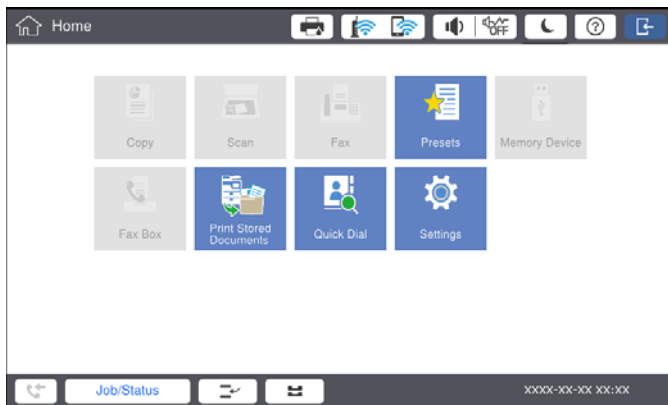 Home
OFF
?
Copy
Scan
Fax
Presets
Memory Device
Fax Box
Print Stored
Documents
Quick Dial
Settings
Job/Status
XXXX-XX-XX XX:XX